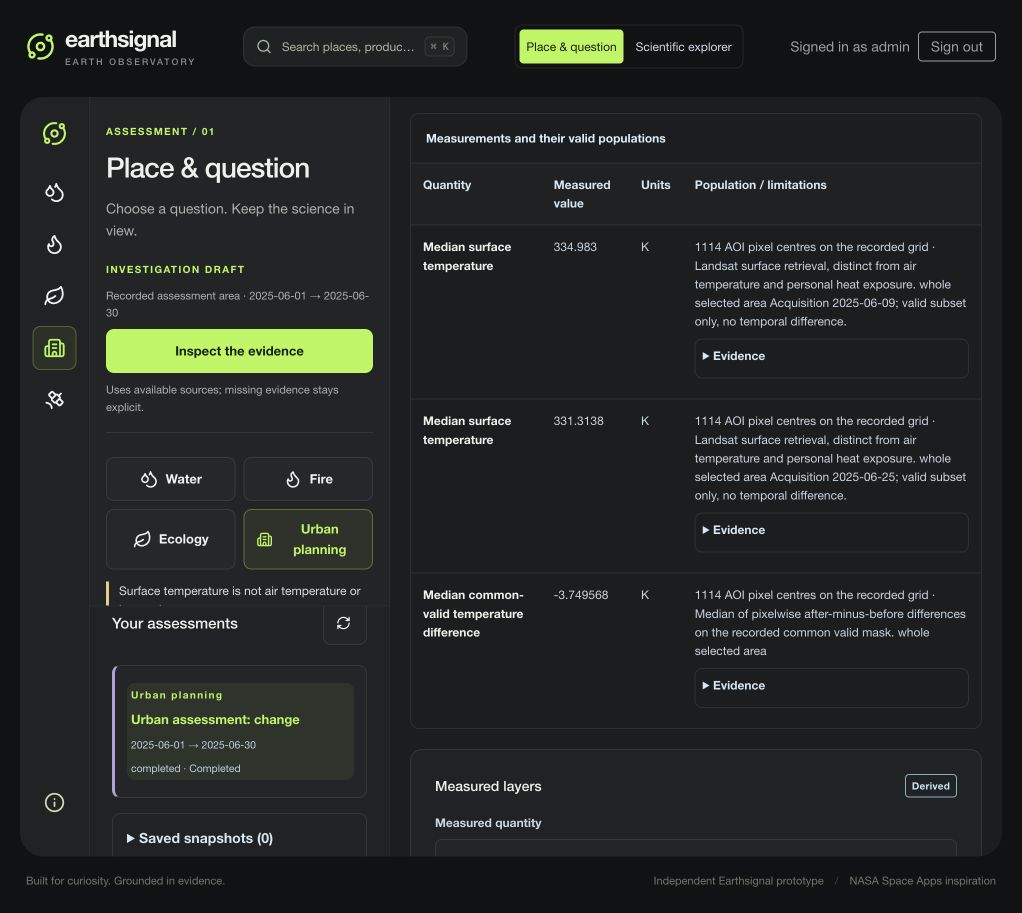 earthsignal
EARTH OBSERVATORY
Search places, produc...
⌘ K
Place & question
Scientific explorer
Signed in as admin
Sign out
ASSESSMENT / 01
Place & question
Choose a question. Keep the science in
view.
INVESTIGATION DRAFT
Recorded assessment area · 2025-06-01 → 2025-06-
30
Inspect the evidence
Uses available sources; missing evidence stays
explicit.
Water
Fire
Ecology
Urban
planning
Surface temperature is not air temperature or
Your assessments
Urban planning
Urban assessment: change
2025-06-01 → 2025-06-30
completed · Completed
▶ Saved snapshots (0)
Measurements and their valid populations
Quantity
Measured
value
Units
Population / limitations
Median surface
temperature
334.983
K
1114 AOI pixel centres on the recorded grid ·
Landsat surface retrieval, distinct from air
temperature and personal heat exposure. whole
selected area Acquisition 2025-06-09; valid subset
only, no temporal difference.
▶ Evidence
Median surface
temperature
331.3138
K
1114 AOI pixel centres on the recorded grid ·
Landsat surface retrieval, distinct from air
temperature and personal heat exposure. whole
selected area Acquisition 2025-06-25; valid subset
only, no temporal difference.
▶ Evidence
Median common-
valid temperature
difference
-3.749568
K
1114 AOI pixel centres on the recorded grid ·
Median of pixelwise after-minus-before differences
on the recorded common valid mask. whole
selected area
▶ Evidence
Measured layers
Derived
Measured quantity
Built for curiosity. Grounded in evidence.
Independent Earthsignal prototype / NASA Space Apps inspiration